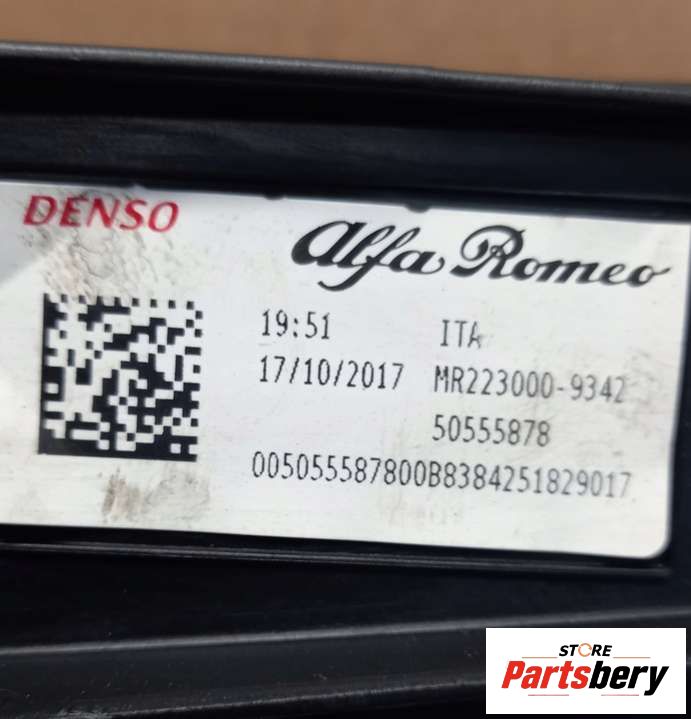 DENSO
Alfa Romeo
19:51 ITA
17/10/2017 MR223000-9342
50555878
005055587800B8384251829017
STORE
Partsbery